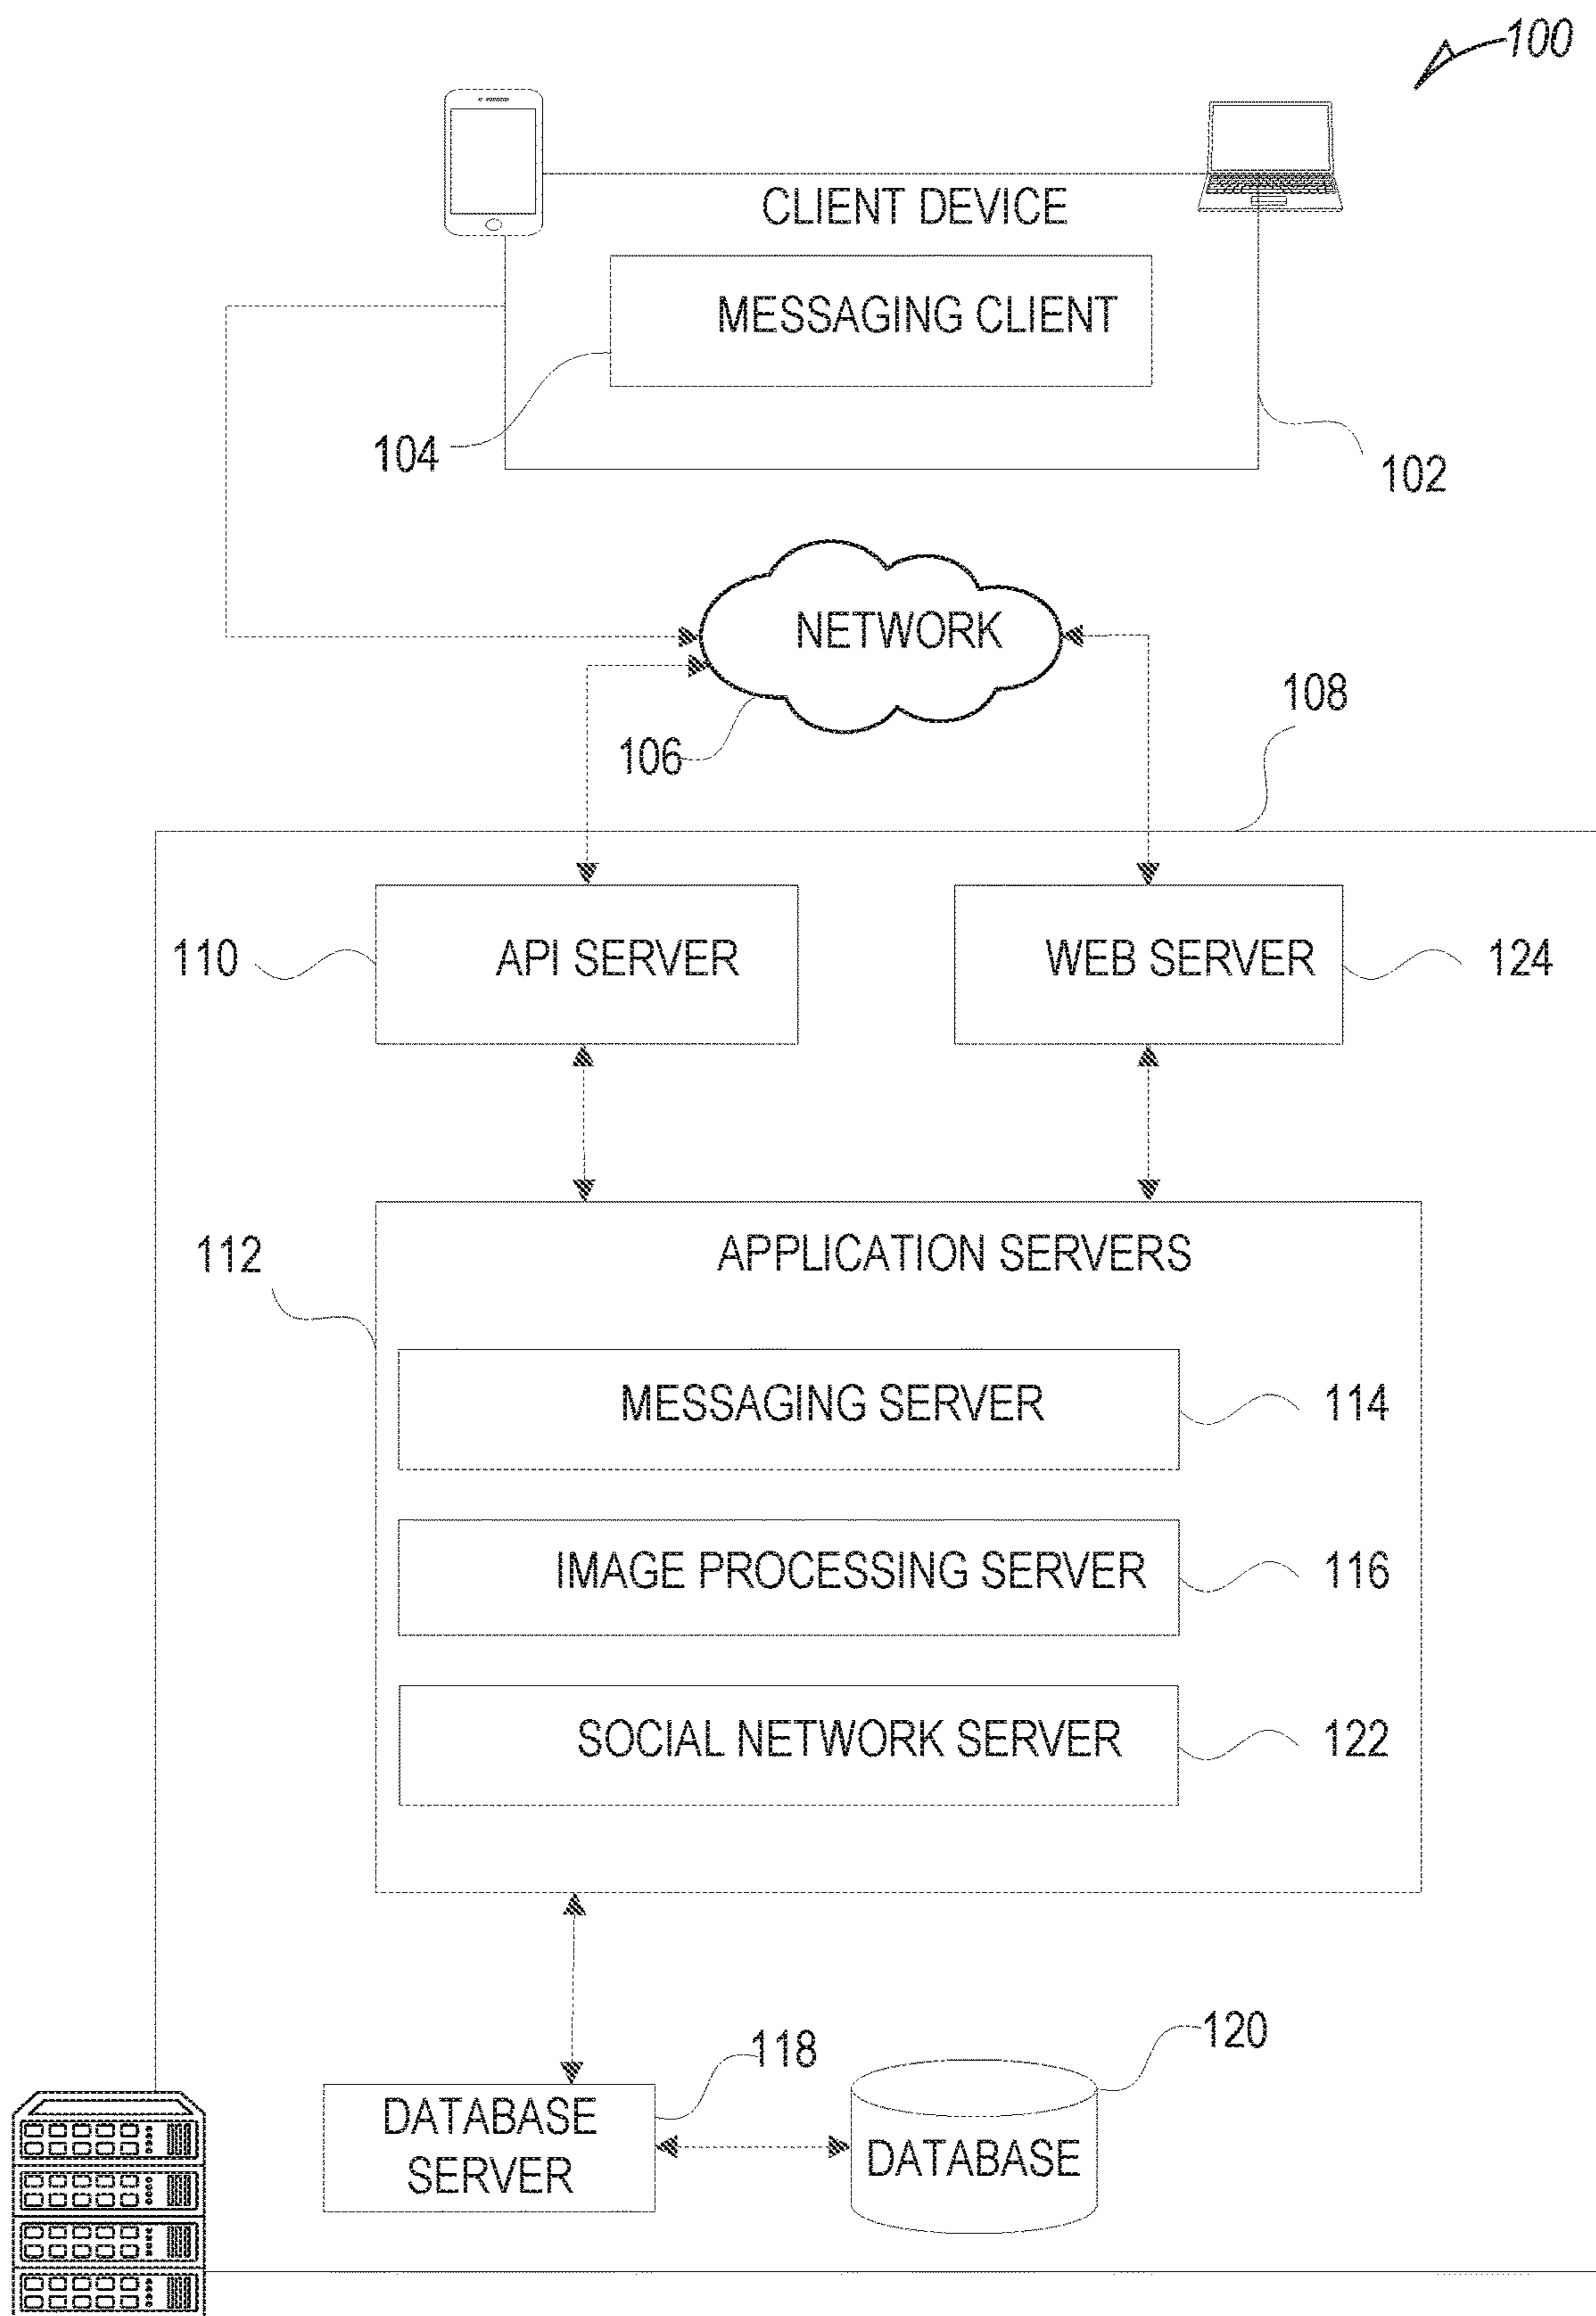 100
CLIENT DEVICE
MESSAGING CLIENT
104
102
NETWORK
106
108
110
API SERVER
WEB SERVER
124
112
APPLICATION SERVERS
MESSAGING SERVER
114
IMAGE PROCESSING SERVER
116
SOCIAL NETWORK SERVER
122
118
120
DATABASE
SERVER
DATABASE